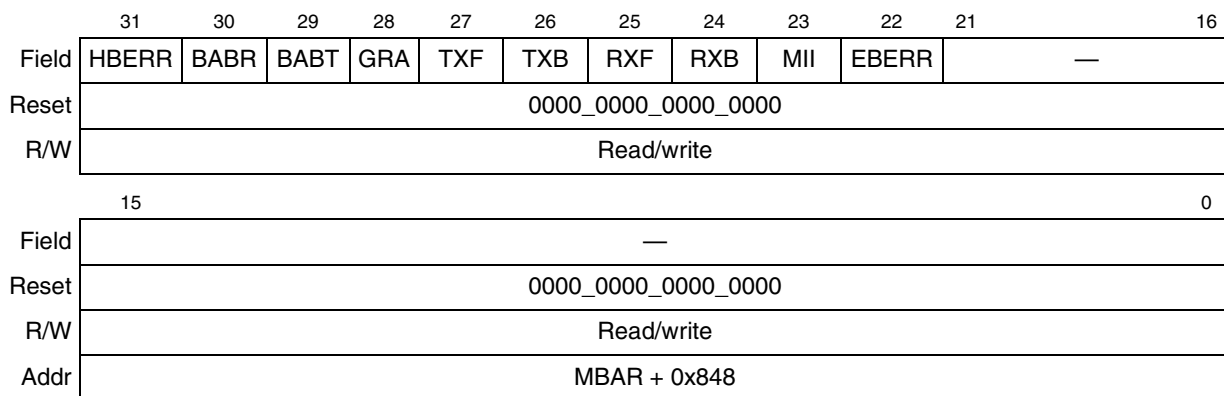 31 30 29 28 27 26 25 24 23 22 21 16
Field HBERR BABR BABT GRA TXF TXB RXF RXB MII EBERR —
Reset 0000_0000_0000_0000
R/W Read/write
15 0
Field —
Reset 0000_0000_0000_0000
R/W Read/write
Addr MBAR + 0x848